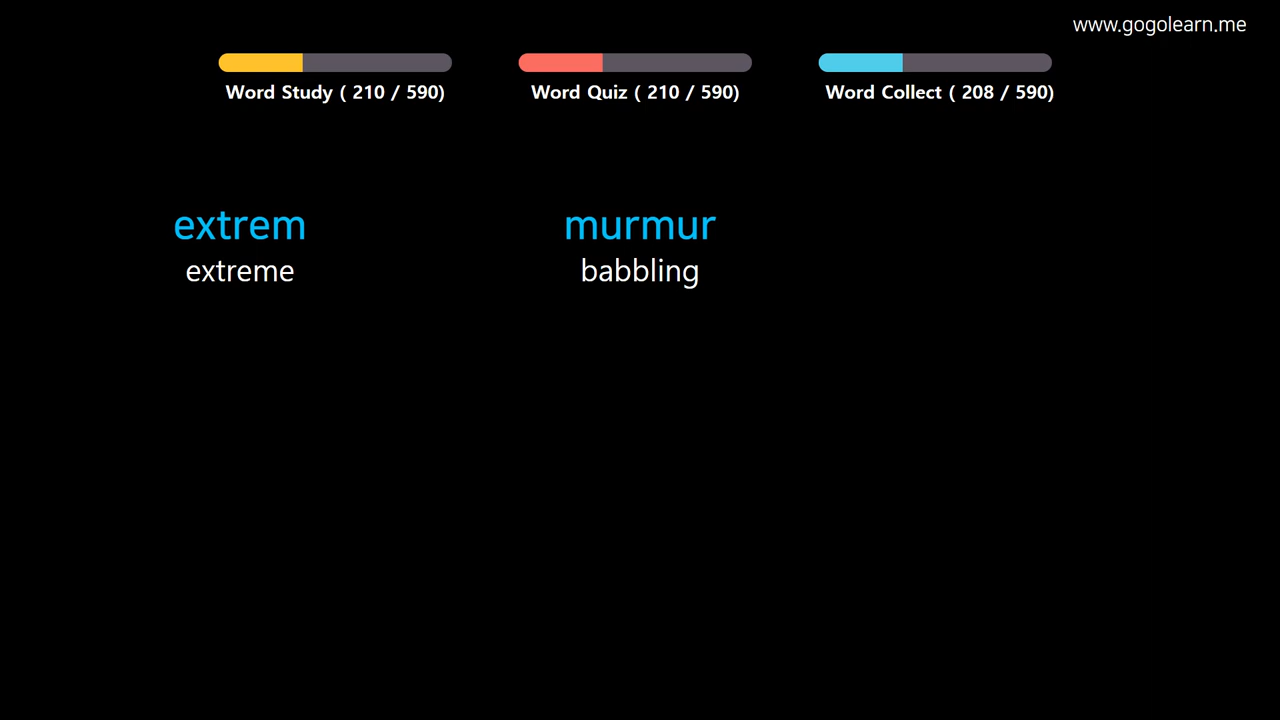 www.gogolearn.me
Word Study ( 210 / 590)
Word Quiz ( 210 / 590)
Word Collect ( 208 / 590)
extrem
extreme
murmur
babbling